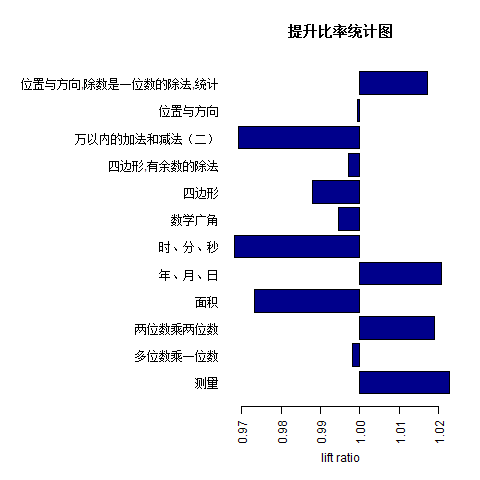 提升比率统计图
位置与方向,除数是一位数的除法,统计
位置与方向
万以内的加法和减法（二）
四边形,有余数的除法
四边形
数学广角
时、分、秒
年、月、日
面积
两位数乘两位数
多位数乘一位数
测量
0.97
0.98
0.99
1.00
1.01
1.02
lift ratio